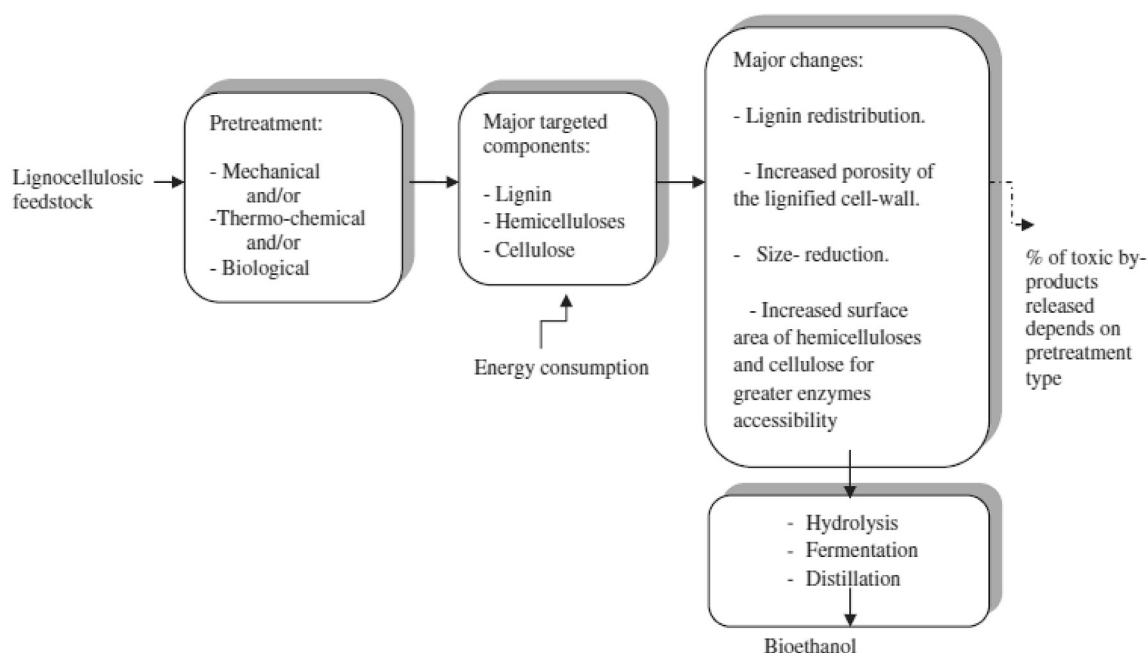 Lignocellulosic
feedstock
Pretreatment:
- Mechanical
and/or
-Thermo-chemical
and/or
- Biological
Major targeted
components:
- Lignin
- Hemicelluloses
- Cellulose
Energy consumption
Major changes:
- Lignin redistribution.
- Increased porosity of
the lignified cell-wall.
- Size- reduction.
- Increased surface
area of hemicelluloses
and cellulose for
greater enzymes
accessibility
% of toxic by-
products
released
depends on
pretreatment
type
- Hydrolysis
- Fermentation
- Distillation
Bioethanol